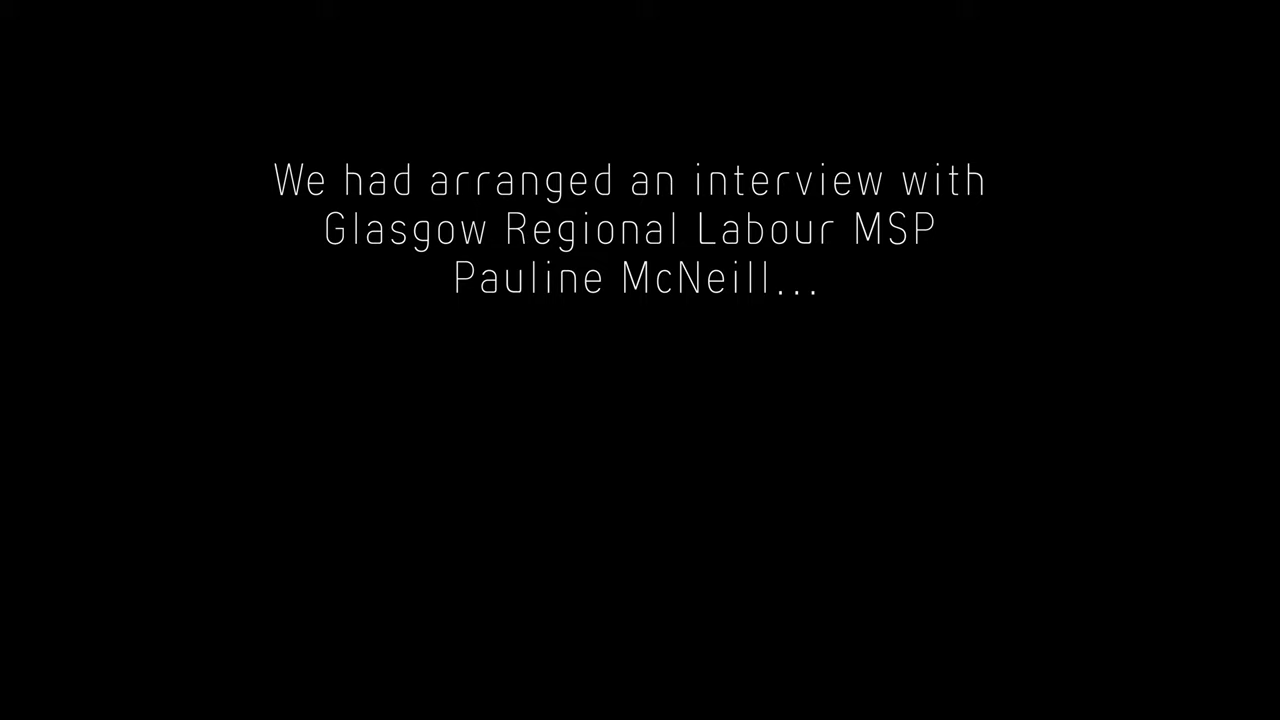 We had arranged an interview with
Glasgow Regional Labour MSP
Pauline McNeill...